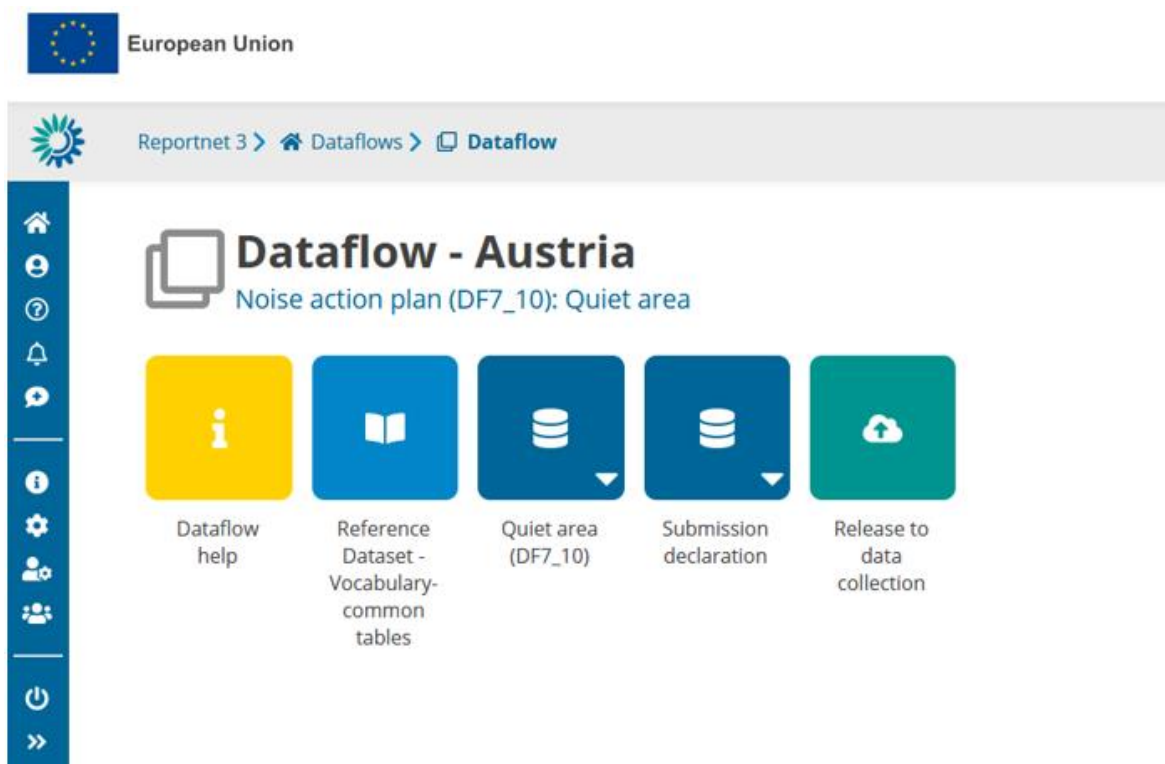 European Union
Reportnet 3 Dataflows Dataflow
Dataflow - Austria
Noise action plan (DF7_10): Quiet area
Dataflow
help
Reference
Dataset -
Vocabulary-
common
tables
Quiet area
(DF7_10)
Submission
declaration
Release to
data
collection